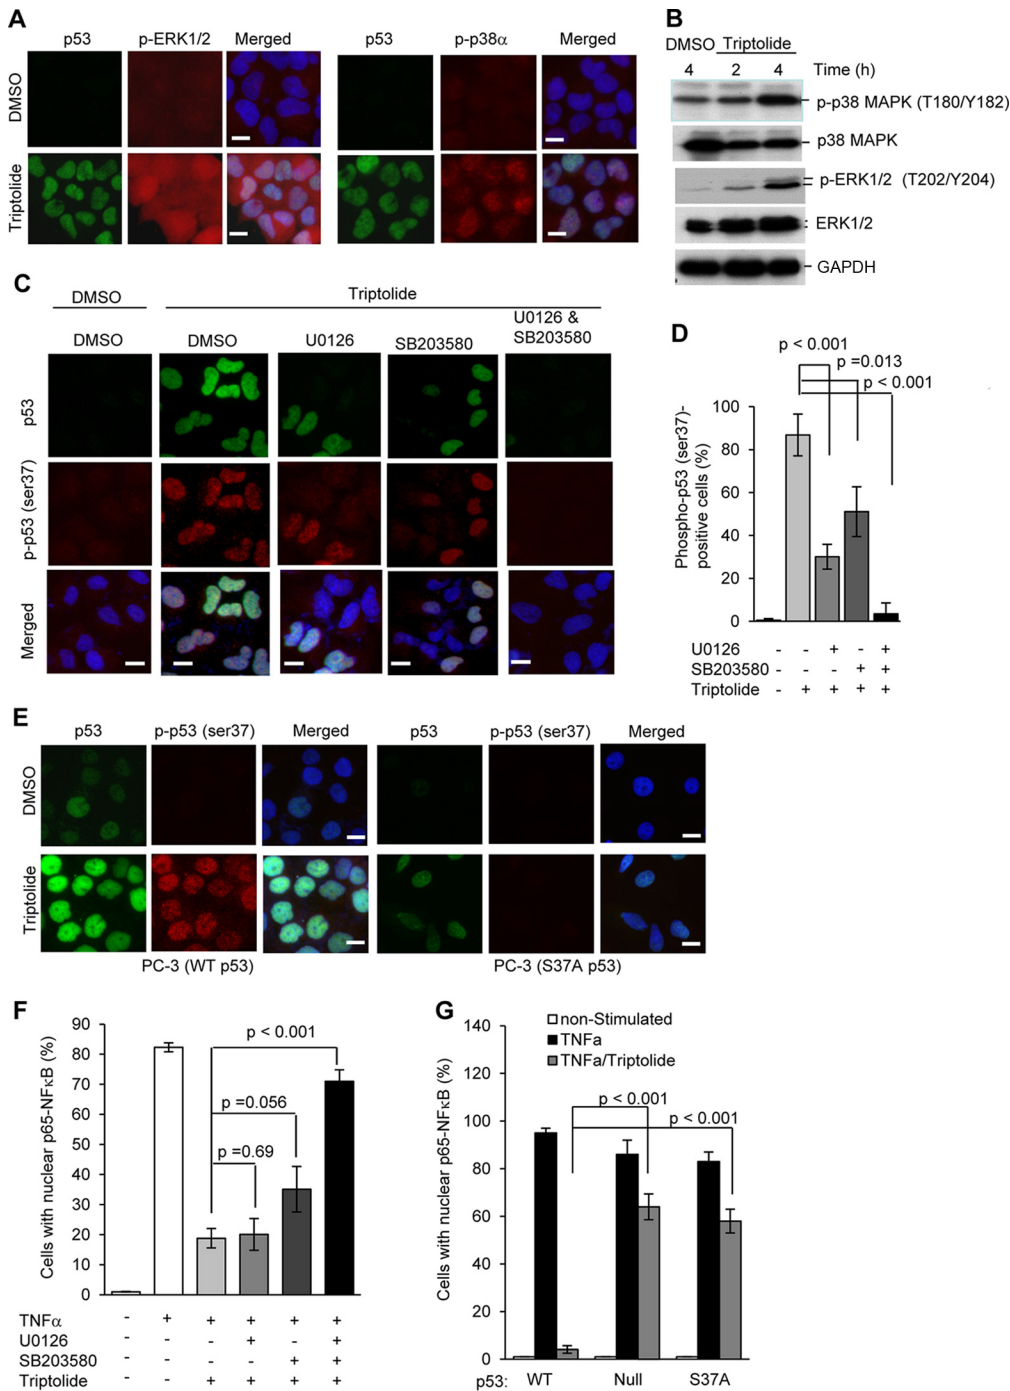 A
p53 p-ERK1/2 Merged p53 p-p38α Merged
DMSO
Triptolide
B
DMSO Triptolide
4 2 4 Time (h)
p-p38 MAPK (T180/Y182)
p38 MAPK
p-ERK1/2 (T202/Y204)
ERK1/2
GAPDH
C
DMSO Triptolide
DMSO DMSO U0126 SB203580 U0126 & SB203580
p53
p-p53 (ser37)
Merged
D
p < 0.001
p =0.013
p < 0.001
Phospho-p53 (ser37)-
positive cells (%)
100
80
60
40
20
0
U0126 - - + - +
SB203580 - - - + +
Triptolide - + + + +
E
p53 p-p53 (ser37) Merged p53 p-p53 (ser37) Merged
DMSO
Triptolide
PC-3 (WT p53) PC-3 (S37A p53)
F
Cells with nuclear p65-NFκB (%)
90
80
70
60
50
40
30
20
10
0
p < 0.001
p =0.056
p =0.69
TNFα - + + + + +
U0126 - - - + - +
SB203580 - - - - + +
Triptolide - - + + + +
G
Cells with nuclear p65-NFκB (%)
140
120
100
80
60
40
20
0
non-Stimulated
TNFa
TNFa/Triptolide
p < 0.001
p < 0.001
p53: WT Null S37A